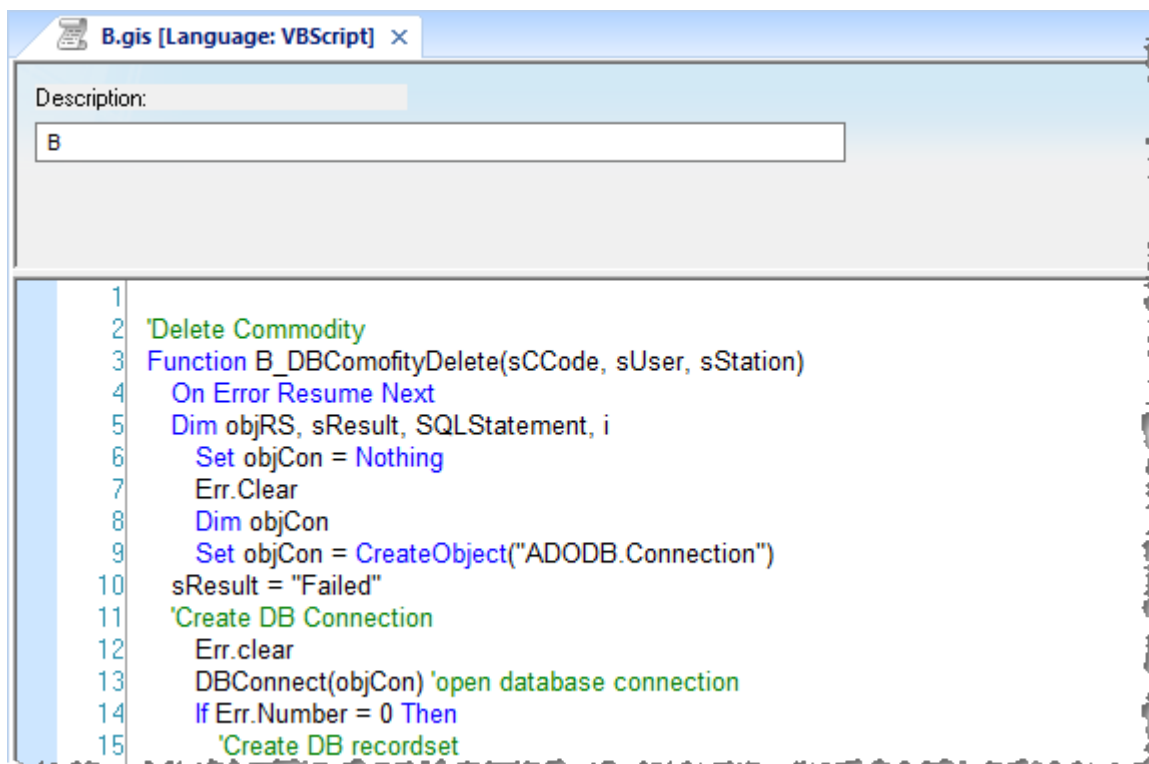 B.gis [Language: VBScript] ×
Description:
B
1
2 'Delete Commodity
3 Function B_DBComofityDelete(sCCode, sUser, sStation)
4 On Error Resume Next
5 Dim objRS, sResult, SQLStatement, i
6 Set objCon = Nothing
7 Err.Clear
8 Dim objCon
9 Set objCon = CreateObject("ADODB.Connection")
10 sResult = "Failed"
11 'Create DB Connection
12 Err.clear
13 DBConnect(objCon) 'open database connection
14 If Err.Number = 0 Then
15 'Create DB recordset